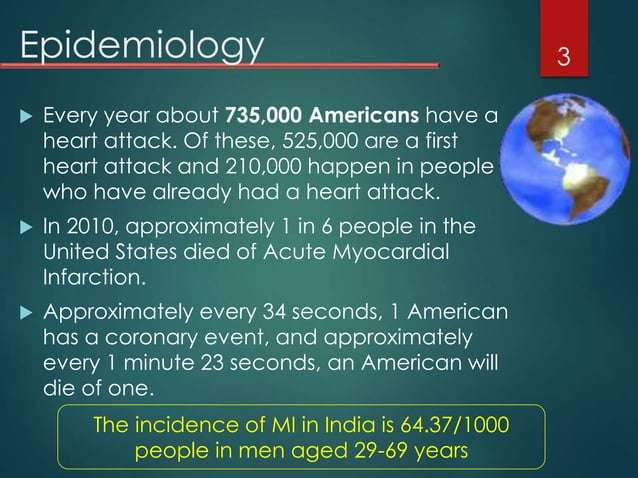 Epidemiology
3
Every year about 735,000 Americans have a
heart attack. Of these, 525,000 are a first
heart attack and 210,000 happen in people
who have already had a heart attack.
In 2010, approximately 1 in 6 people in the
United States died of Acute Myocardial
Infarction.
Approximately every 34 seconds, 1 American
has a coronary event, and approximately
every 1 minute 23 seconds, an American will
die of one.
The incidence of MI in India is 64.37/1000
people in men aged 29-69 years